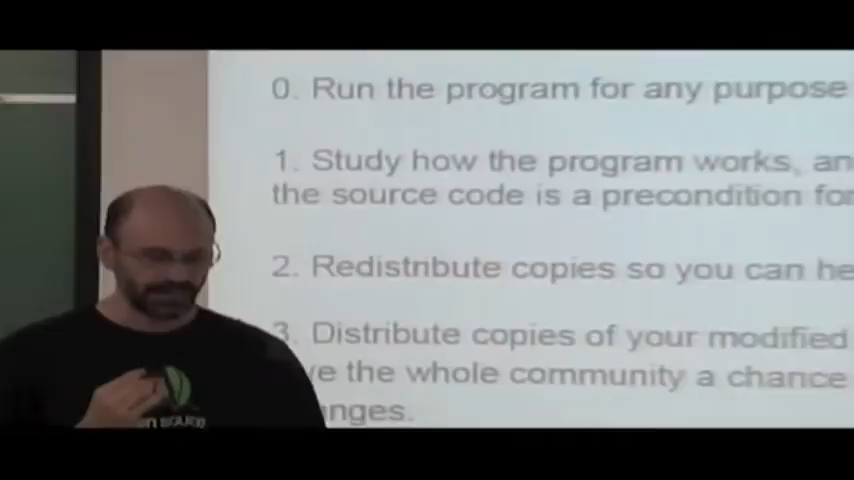 0. Run the program for any purpose
1. Study how the program works, an
the source code is a precondition for
2. Redistribute copies so you can he
3. Distribute copies of your modified
ve the whole community a chance
anges.